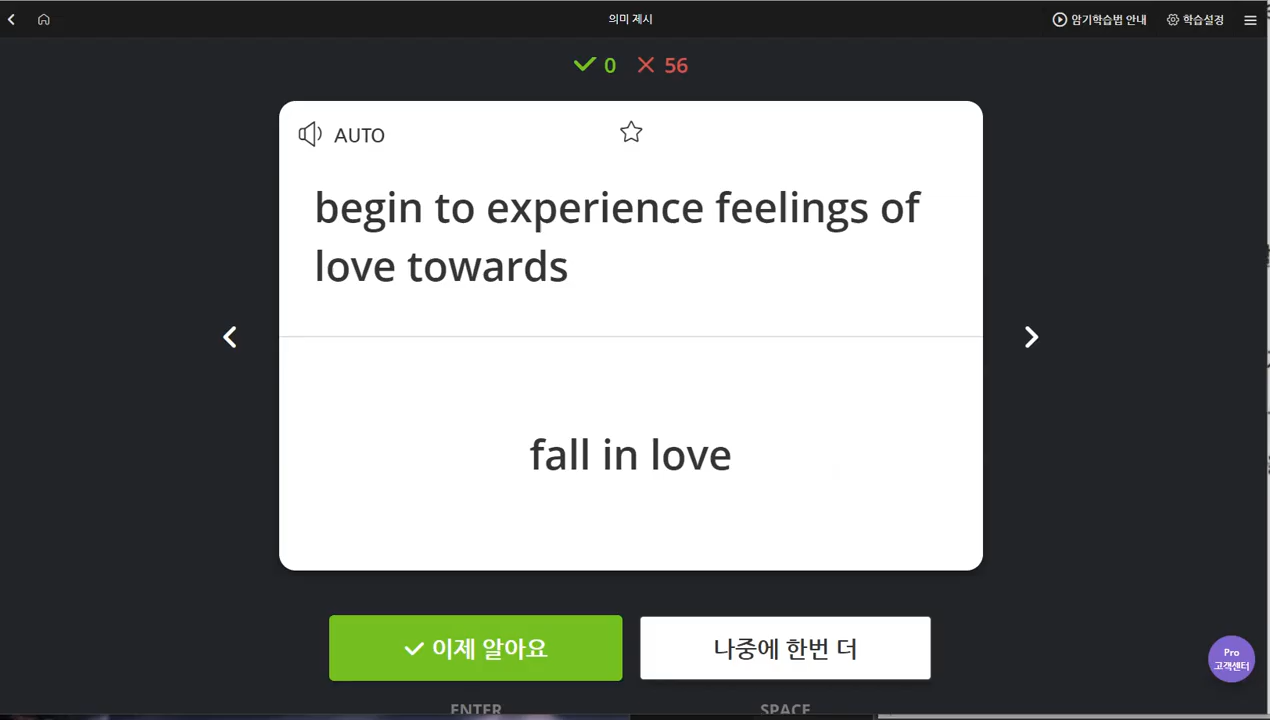 의미 제시
암기학습법 안내
학습설정
0
56
AUTO
begin to experience feelings of
love towards
fall in love
이제 알아요
나중에 한번 더
Pro
고객센터
ENTER
SPACE